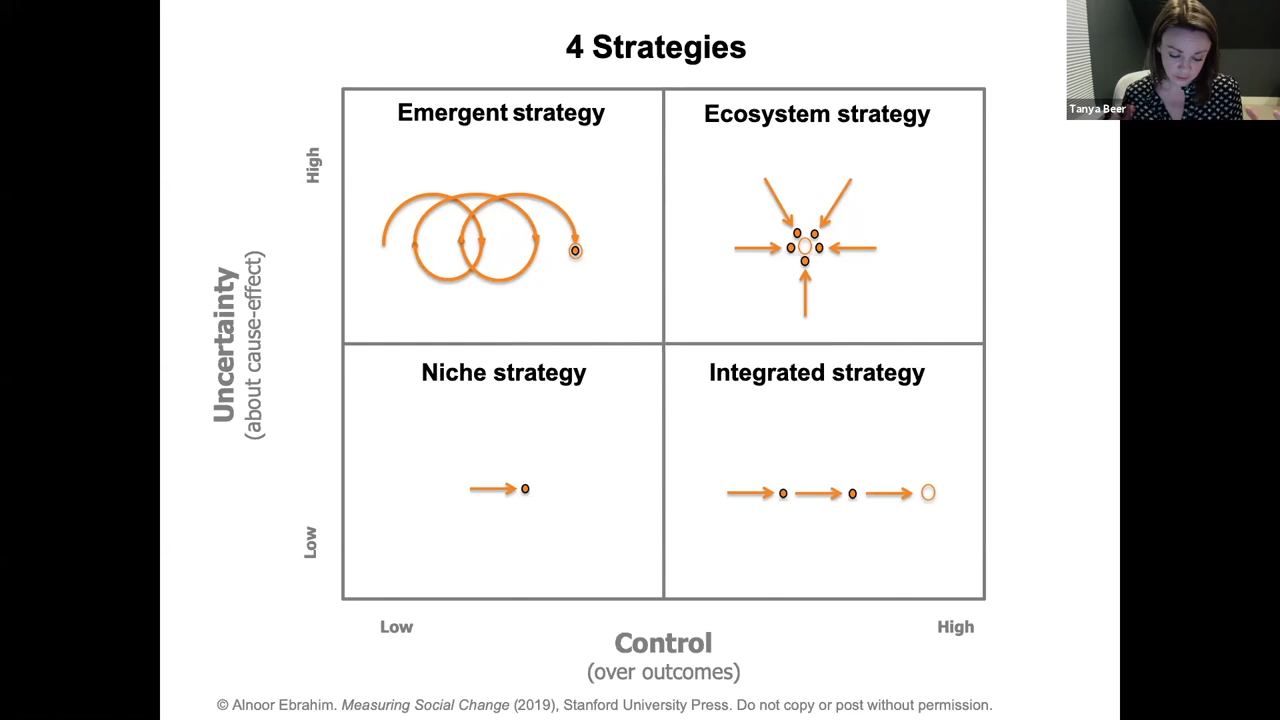 4 Strategies
Tanya Beer
Emergent strategy
Ecosystem strategy
High
Uncertainty
(about cause-effect)
Niche strategy
Integrated strategy
Low
Low
High
Control
(over outcomes)
© Alnoor Ebrahim. Measuring Social Change (2019), Stanford University Press. Do not copy or post without permission.